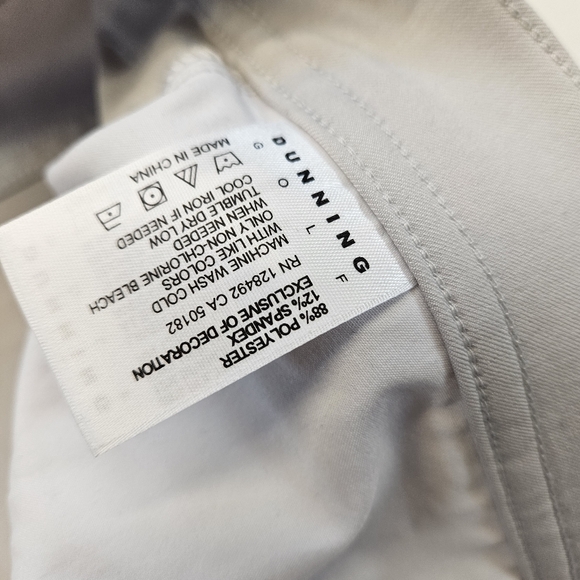 DUNNING
GOLF
88% POLYESTER
12% SPANDEX
EXCLUSIVE OF DECORATION
RN 128492 CA 50182
MACHINE WASH COLD
WITH LIKE COLORS
ONLY NON-CHLORINE BLEACH
WHEN NEEDED
TUMBLE DRY LOW
COOL IRON IF NEEDED
MADE IN CHINA